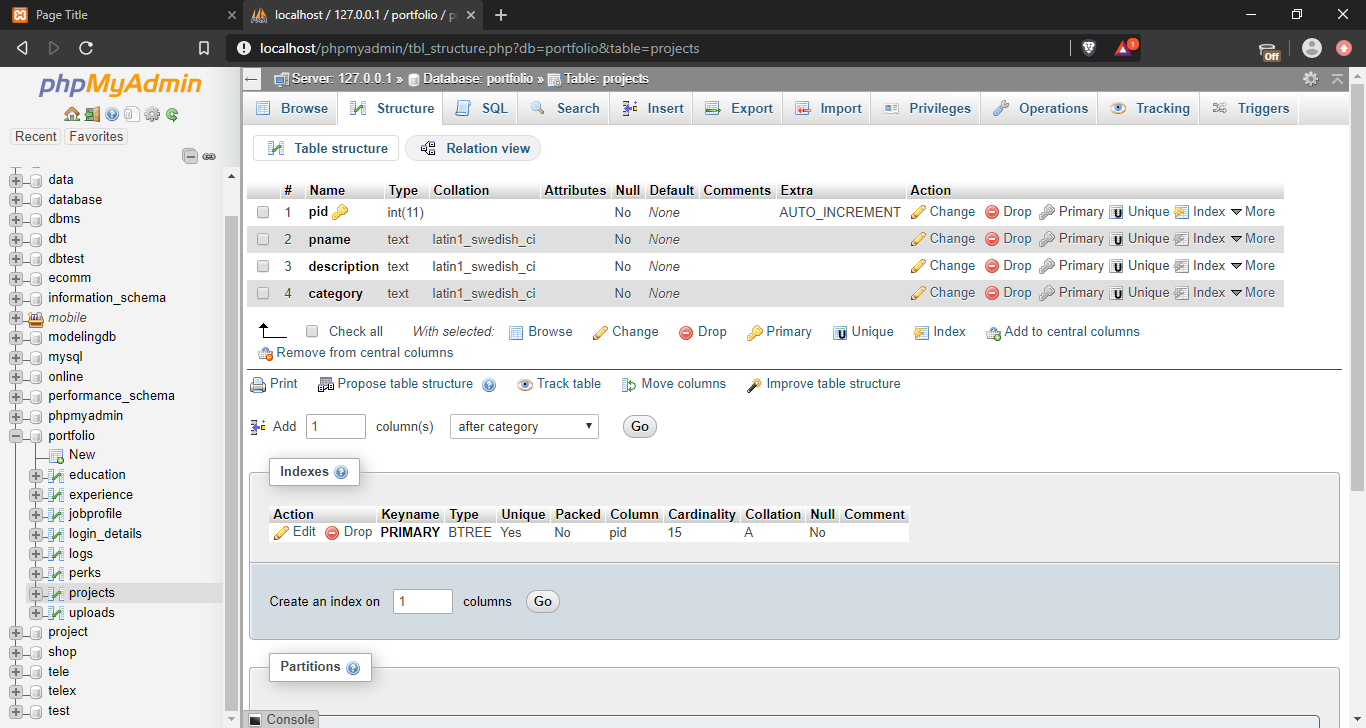 Page Title
localhost / 127.0.0.1 / portfolio / p
localhost/phpmyadmin/tbl_structure.php?db=portfolio&table=projects
1
Off
phpMyAdmin
Recent Favorites
data
database
dbms
dbt
dbtest
ecomm
information_schema
mobile
modelingdb
mysql
online
performance_schema
phpmyadmin
portfolio
New
education
experience
jobprofile
login_details
logs
perks
projects
uploads
project
shop
tele
telex
test
Server: 127.0.0.1 » Database: portfolio » Table: projects
Browse Structure SQL Search Insert Export Import Privileges Operations Tracking Triggers
Table structure Relation view
# Name Type Collation Attributes Null Default Comments Extra Action
1 pid int(11) No None AUTO_INCREMENT Change Drop Primary Unique Index More
2 pname text latin1_swedish_ci No None Change Drop Primary Unique Index More
3 description text latin1_swedish_ci No None Change Drop Primary Unique Index More
4 category text latin1_swedish_ci No None Change Drop Primary Unique Index More
Check all With selected: Browse Change Drop Primary Unique Index Add to central columns
Remove from central columns
Print Propose table structure Track table Move columns Improve table structure
Add 1 column(s) after category Go
Indexes
Action Keyname Type Unique Packed Column Cardinality Collation Null Comment
Edit Drop PRIMARY BTREE Yes No pid 15 A No
Create an index on 1 columns Go
Partitions
Console